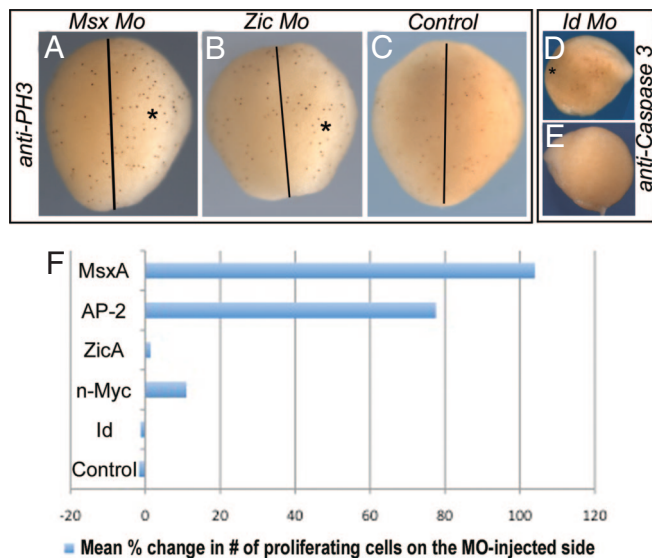 Msx Mo Zic Mo Control Id Mo
A B C D
*
* *
E
anti-PH3
anti-Caspase 3
F
MsxA
AP-2
ZicA
n-Myc
Id
Control
-20 0 20 40 60 80 100 120
Mean % change in # of proliferating cells on the MO-injected side